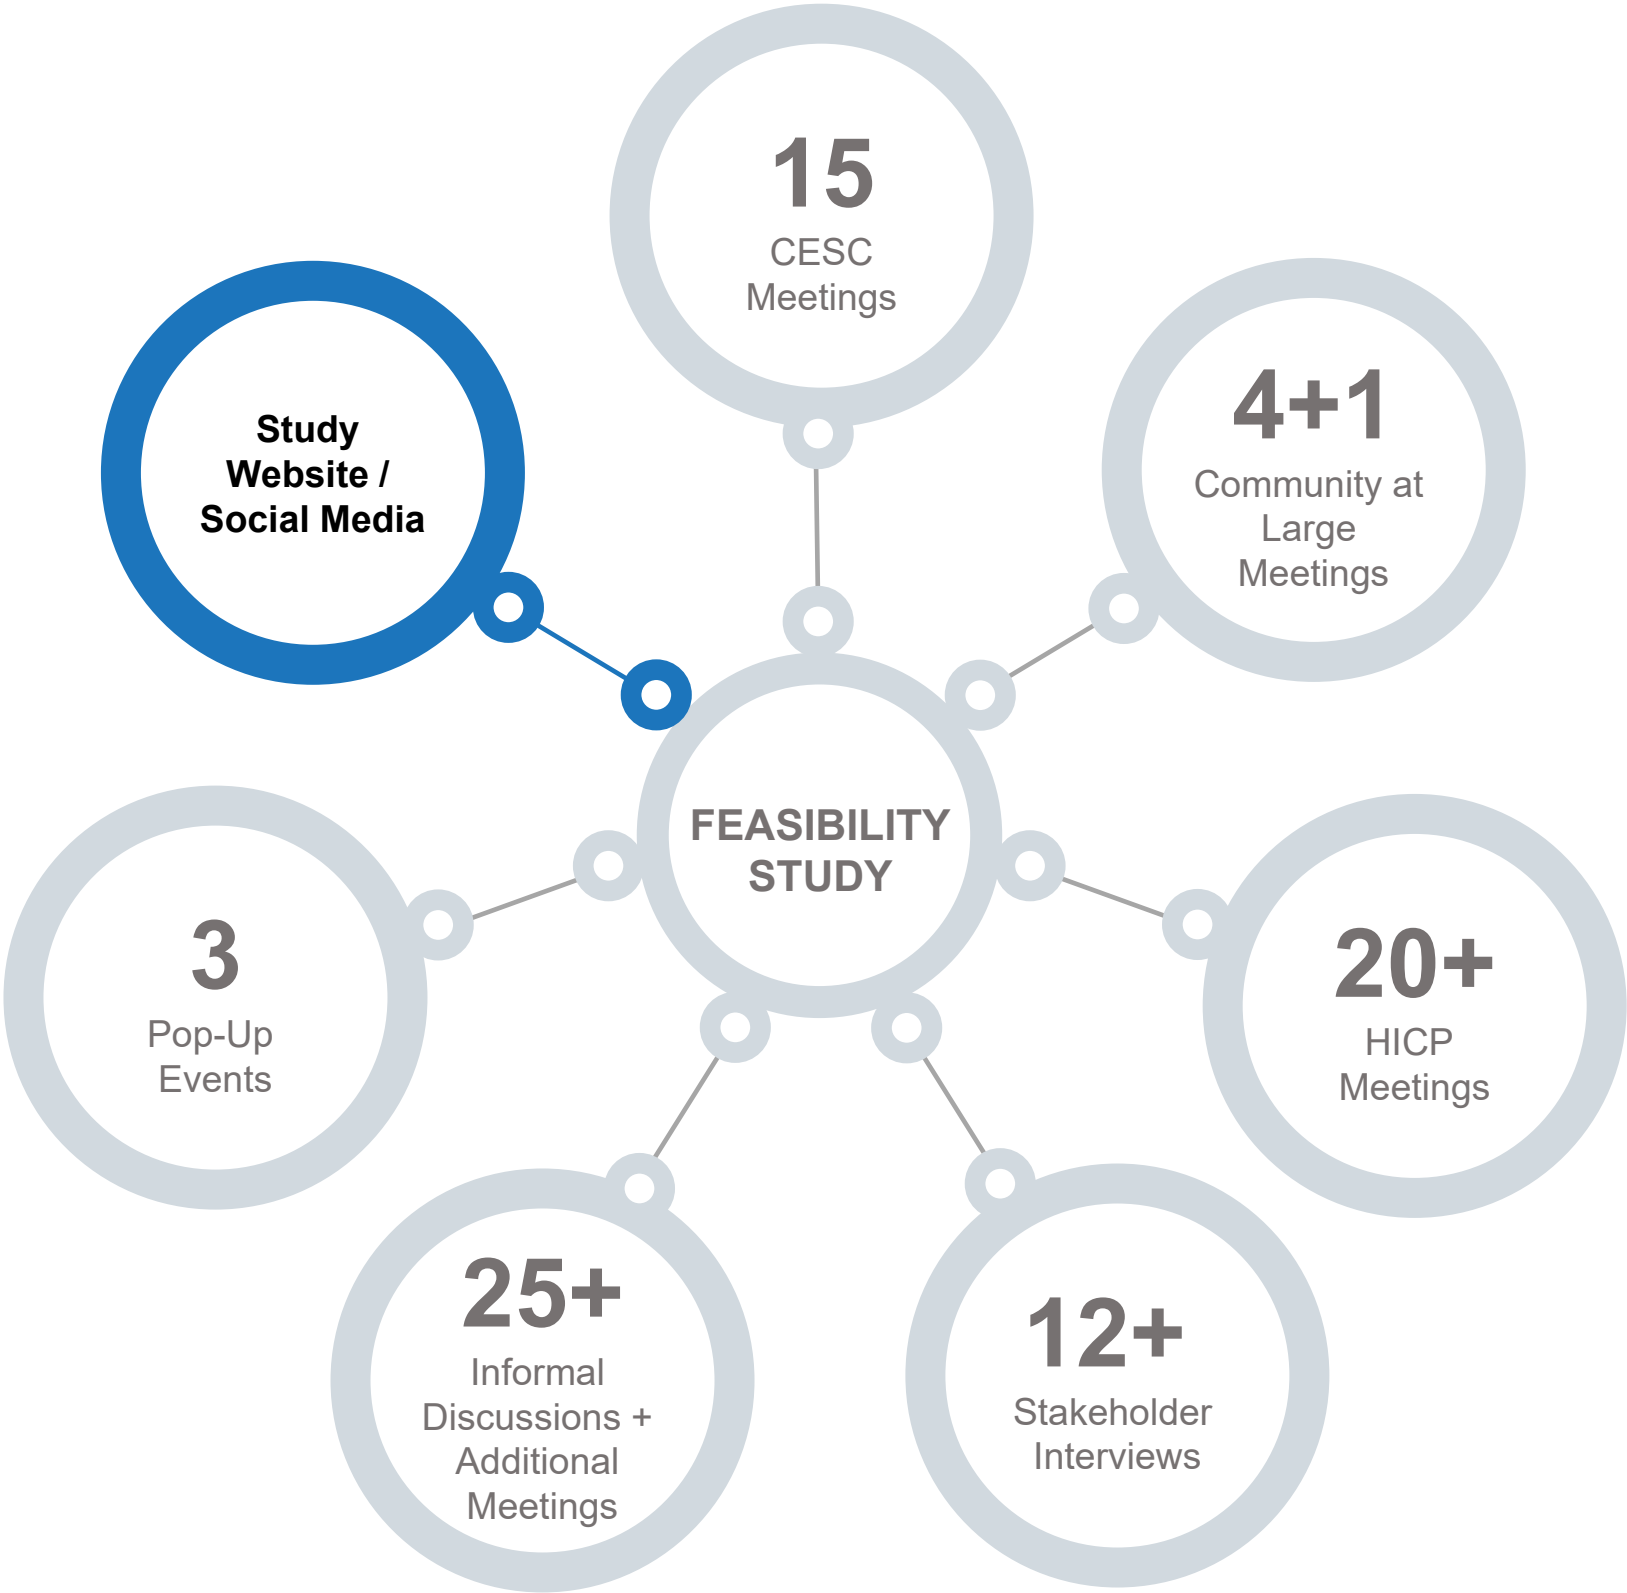 15
CESC
Meetings
4+1
Community at
Large
Meetings
Study
Website /
Social Media
FEASIBILITY
STUDY
20+
HICP
Meetings
3
Pop-Up
Events
25+
Informal
Discussions +
Additional
Meetings
12+
Stakeholder
Interviews